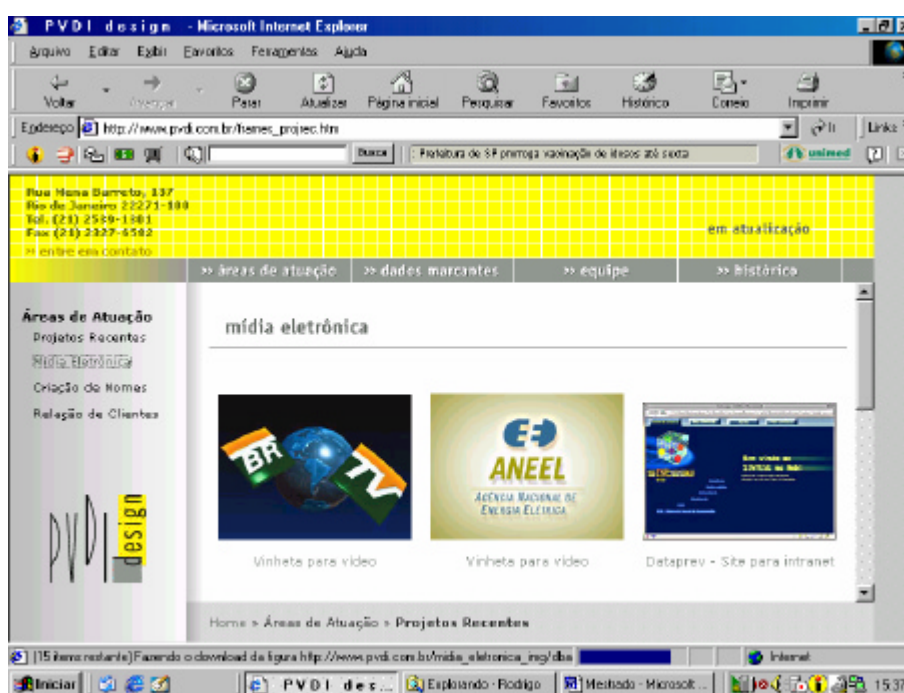 PVDI design - Microsoft Internet Explorer
Arquivo Editar Exibir Favoritos Ferramentas Ajuda
Voltar Avançar Parar Atualizar Página inicial Pesquisar Favoritos Histórico Correio Imprimir
Endereço http://www.pvdi.com.br/frames_projrec.htm Ir Links
Busca Prefeitura de SP prorroga vacinação de idosos até sexta unimed
Rua Mena Barreto, 137
Rio de Janeiro 22271-100
Tel. (21) 2539-1301
Fax (21) 2327-6502
» entre em contato
em atualização
» áreas de atuação » dados marcantes » equipe » histórico
Áreas de Atuação
Projetos Recentes
Mídia Eletrônica
Criação de Nomes
Relação de Clientes
PVDI design
mídia eletrônica
BR TV
ANEEL
AGÊNCIA NACIONAL DE
ENERGIA ELÉTRICA
Vinheta para vídeo Vinheta para vídeo Dataprev - Site para intranet
Home » Áreas de Atuação » Projetos Recentes
(15 itens restante) Fazendo o download da figura http://www.pvdi.com.br/midia_eletronica_img/dba Internet
Iniciar PVDI des... Explorando - Rodrigo Mestrado - Microsoft ... 15:37